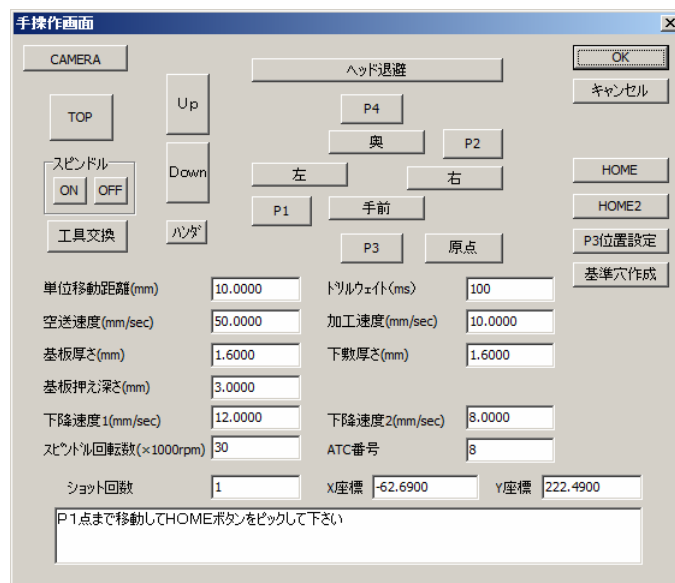 手操作画面
CAMERA
ヘッド退避
OK
キャンセル
TOP
Up
P4
奥
P2
スピンドル
ON OFF
Down
左
右
HOME
P1
手前
HOME2
工具交換
ハンダ
P3
原点
P3位置設定
基準穴作成
単位移動距離(mm) 10.0000 ドリルウェイト(ms) 100
空送速度(mm/sec) 50.0000 加工速度(mm/sec) 10.0000
基板厚さ(mm) 1.6000 下敷厚さ(mm) 1.6000
基板押え深さ(mm) 3.0000
下降速度1(mm/sec) 12.0000 下降速度2(mm/sec) 8.0000
スピンドル回転数(×1000rpm) 30 ATC番号 8
ショット回数 1 X座標 -62.6900 Y座標 222.4900
P1点まで移動してHOMEボタンをピックして下さい